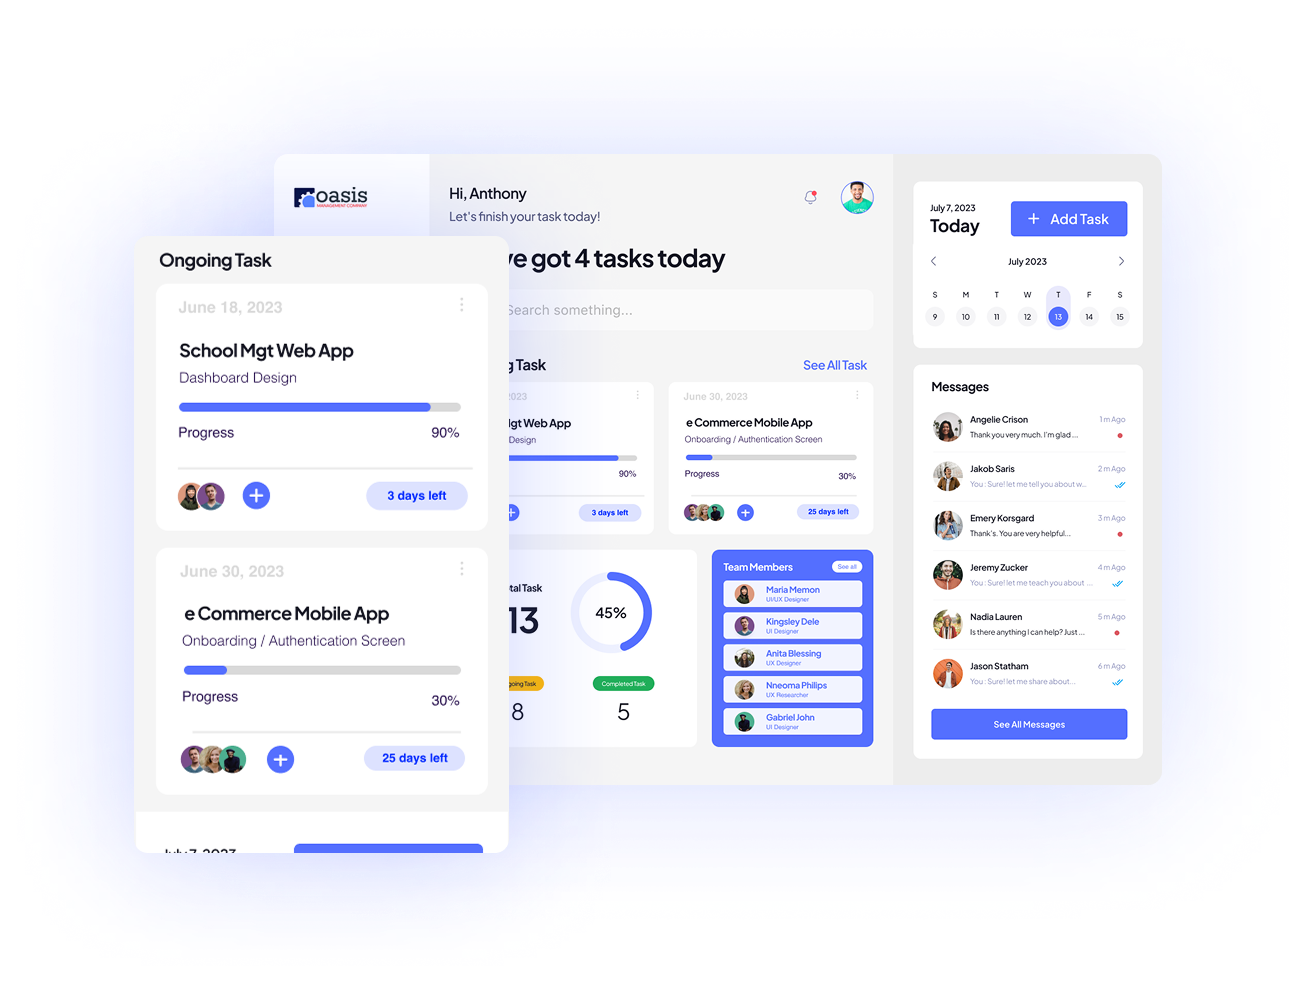 oasis
MANAGEMENT COMPANY
Hi, Anthony
Let's finish your task today!
've got 4 tasks today
Search something...
g Task
See All Task
2023
Mgt Web App
Design
90%
3 days left
June 30, 2023
e Commerce Mobile App
Onboarding / Authentication Screen
Progress
30%
25 days left
tal Task
13
45%
going Task
8
Completed Task
5
Team Members
See all
Maria Memon
UI/UX Designer
Kingsley Dele
UI Designer
Anita Blessing
UX Designer
Nneoma Philips
UX Researcher
Gabriel John
UI Designer
Ongoing Task
June 18, 2023
School Mgt Web App
Dashboard Design
Progress
90%
3 days left
June 30, 2023
e Commerce Mobile App
Onboarding / Authentication Screen
Progress
30%
25 days left
July 7, 2023
July 7, 2023
Today
+ Add Task
July 2023
S M T W T F S
9 10 11 12 13 14 15
Messages
Angelie Crison
1 m Ago
Thank you very much. I'm glad ...
Jakob Saris
2 m Ago
You : Sure! let me tell you about w...
Emery Korsgard
3 m Ago
Thank's. You are very helpful...
Jeremy Zucker
4 m Ago
You : Sure! let me teach you about ...
Nadia Lauren
5 m Ago
Is there anything I can help? Just ...
Jason Statham
6 m Ago
You : Sure! let me share about...
See All Messages